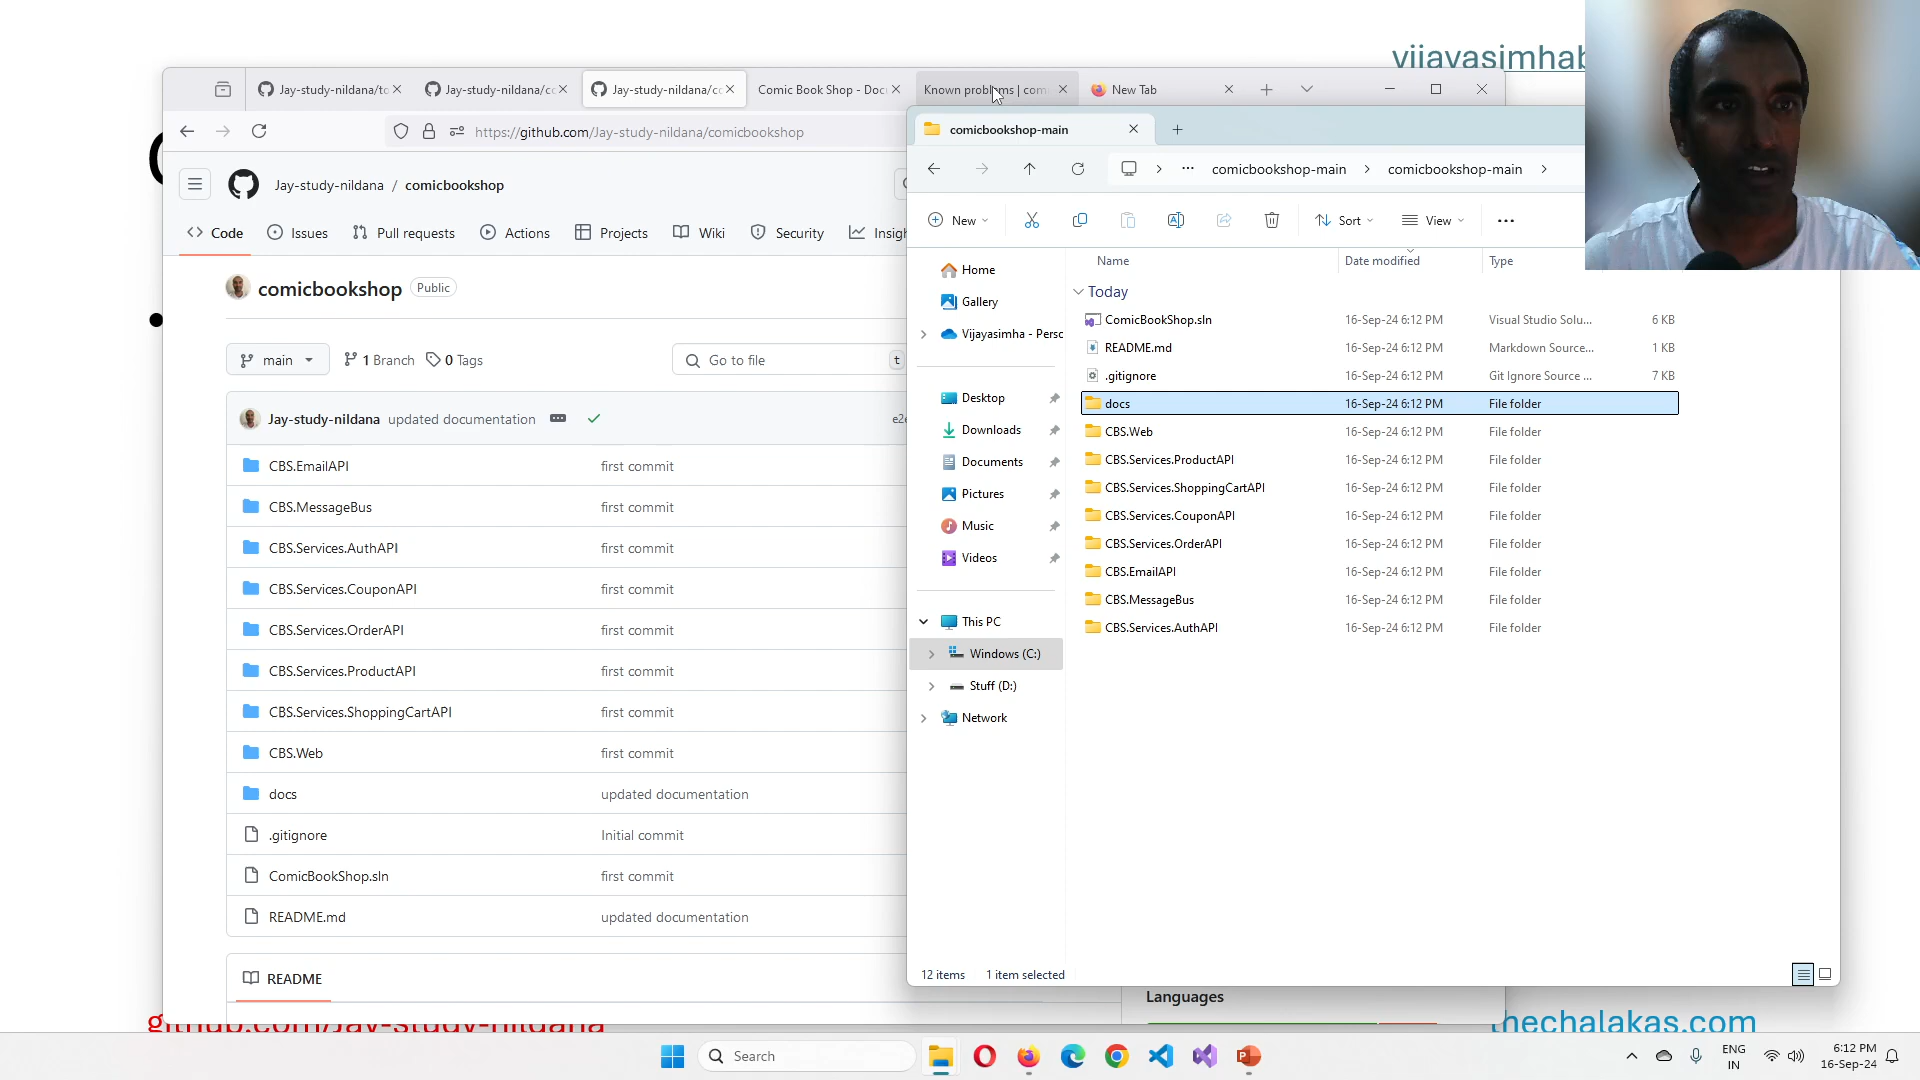 vijayasimhab
Jay-study-nildana/to
Jay-study-nildana/cc
Jay-study-nildana/cc
Comic Book Shop - Doc
Known problems | comi
New Tab
https://github.com/Jay-study-nildana/comicbookshop
Jay-study-nildana / comicbookshop
Code
Issues
Pull requests
Actions
Projects
Wiki
Security
Insigh
comicbookshop
Public
main
1 Branch
0 Tags
Go to file
t
Jay-study-nildana updated documentation
CBS.EmailAPI first commit
CBS.MessageBus first commit
CBS.Services.AuthAPI first commit
CBS.Services.CouponAPI first commit
CBS.Services.OrderAPI first commit
CBS.Services.ProductAPI first commit
CBS.Services.ShoppingCartAPI first commit
CBS.Web first commit
docs updated documentation
.gitignore Initial commit
ComicBookShop.sln first commit
README.md updated documentation
README
Languages
comicbookshop-main
comicbookshop-main > comicbookshop-main
New
Sort
View
Home
Gallery
Vijayasimha - Persc
Desktop
Downloads
Documents
Pictures
Music
Videos
This PC
Windows (C:)
Stuff (D:)
Network
Name Date modified Type
Today
ComicBookShop.sln 16-Sep-24 6:12 PM Visual Studio Solu... 6 KB
README.md 16-Sep-24 6:12 PM Markdown Source... 1 KB
.gitignore 16-Sep-24 6:12 PM Git Ignore Source ... 7 KB
docs 16-Sep-24 6:12 PM File folder
CBS.Web 16-Sep-24 6:12 PM File folder
CBS.Services.ProductAPI 16-Sep-24 6:12 PM File folder
CBS.Services.ShoppingCartAPI 16-Sep-24 6:12 PM File folder
CBS.Services.CouponAPI 16-Sep-24 6:12 PM File folder
CBS.Services.OrderAPI 16-Sep-24 6:12 PM File folder
CBS.EmailAPI 16-Sep-24 6:12 PM File folder
CBS.MessageBus 16-Sep-24 6:12 PM File folder
CBS.Services.AuthAPI 16-Sep-24 6:12 PM File folder
12 items 1 item selected
github.com/Jay-study-nildana
thechalakas.com
Search
ENG
IN
6:12 PM
16-Sep-24